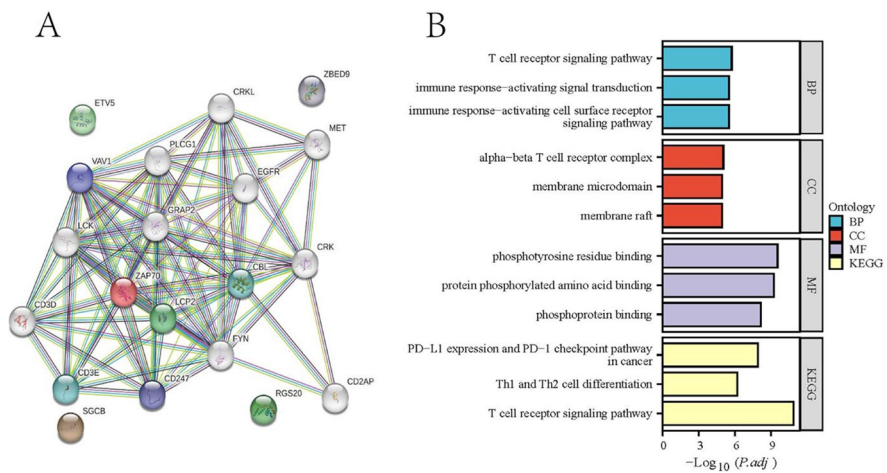 A
ZBED9
CRKL
ETV5
MET
PLCG1
VAV1
EGFR
GRAP2
LCK
CRK
CBL
ZAP70
LCP2
CD3D
FYN
CD3E
CD247
CD2AP
RGS20
SGCB
B
T cell receptor signaling pathway
immune response−activating signal transduction
immune response−activating cell surface receptor
signaling pathway
BP
alpha−beta T cell receptor complex
membrane microdomain
membrane raft
CC
phosphotyrosine residue binding
protein phosphorylated amino acid binding
phosphoprotein binding
MF
PD−L1 expression and PD−1 checkpoint pathway
in cancer
Th1 and Th2 cell differentiation
T cell receptor signaling pathway
KEGG
0 3 6 9
−Log10 (P.adj)
Ontology
BP
CC
MF
KEGG